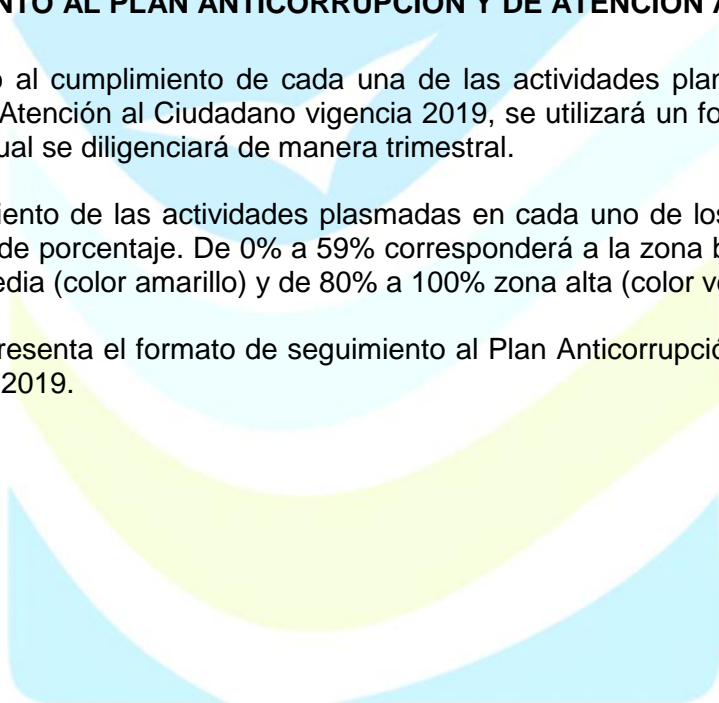 NTO AL PLAN ANTICORRUPCIÓN Y DE ATENCIÓN A
o al cumplimiento de cada una de las actividades plan
Atención al Ciudadano vigencia 2019, se utilizará un fo
ual se diligenciará de manera trimestral.
iento de las actividades plasmadas en cada uno de los
de porcentaje. De 0% a 59% corresponderá a la zona b
edia (color amarillo) y de 80% a 100% zona alta (color ve
resenta el formato de seguimiento al Plan Anticorrupció
2019.